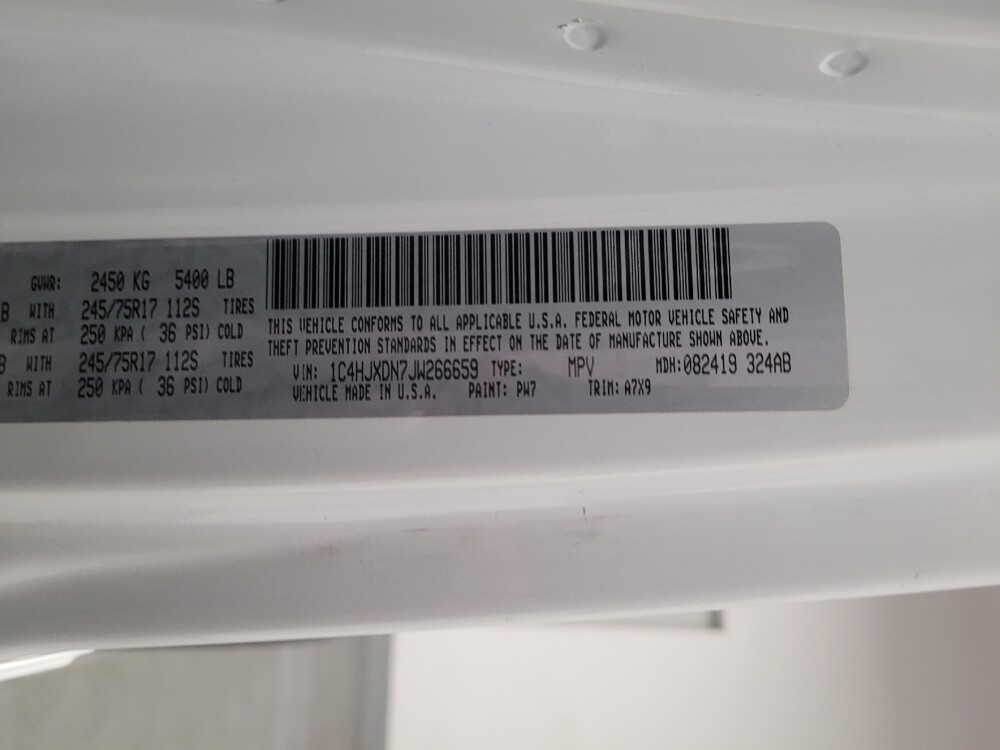 GVWR: 2450 KG 5400 LB
B WITH 245/75R17 112S TIRES
RIMS AT 250 KPA ( 36 PSI) COLD
B WITH 245/75R17 112S TIRES
RIMS AT 250 KPA ( 36 PSI) COLD
THIS VEHICLE CONFORMS TO ALL APPLICABLE U.S.A. FEDERAL MOTOR VEHICLE SAFETY AND
THEFT PREVENTION STANDARDS IN EFFECT ON THE DATE OF MANUFACTURE SHOWN ABOVE.
VIN: 1C4HJXDN7JW266659 TYPE: MPV MDH:082419 324AB
VEHICLE MADE IN U.S.A. PAINT: PW7 TRIM: A7X9